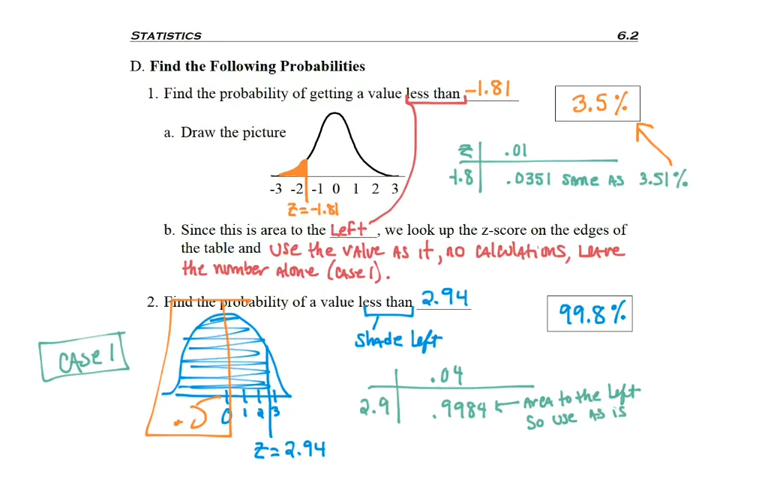 STATISTICS 6.2
D. Find the Following Probabilities
1. Find the probability of getting a value less than -1.81
3.5%
a. Draw the picture
z .01
-1.8 .0351 same as 3.51%
-3 -2 -1 0 1 2 3
z=-1.81
b. Since this is area to the Left, we look up the z-score on the edges of
the table and use the value as it, no calculations, leave
the number alone (case 1).
2. Find the probability of a value less than 2.94
99.8%
shade left
Case 1
.04
2.9 .9984 ← Area to the left
so use as is
.5 0 1 2 3
z=2.94